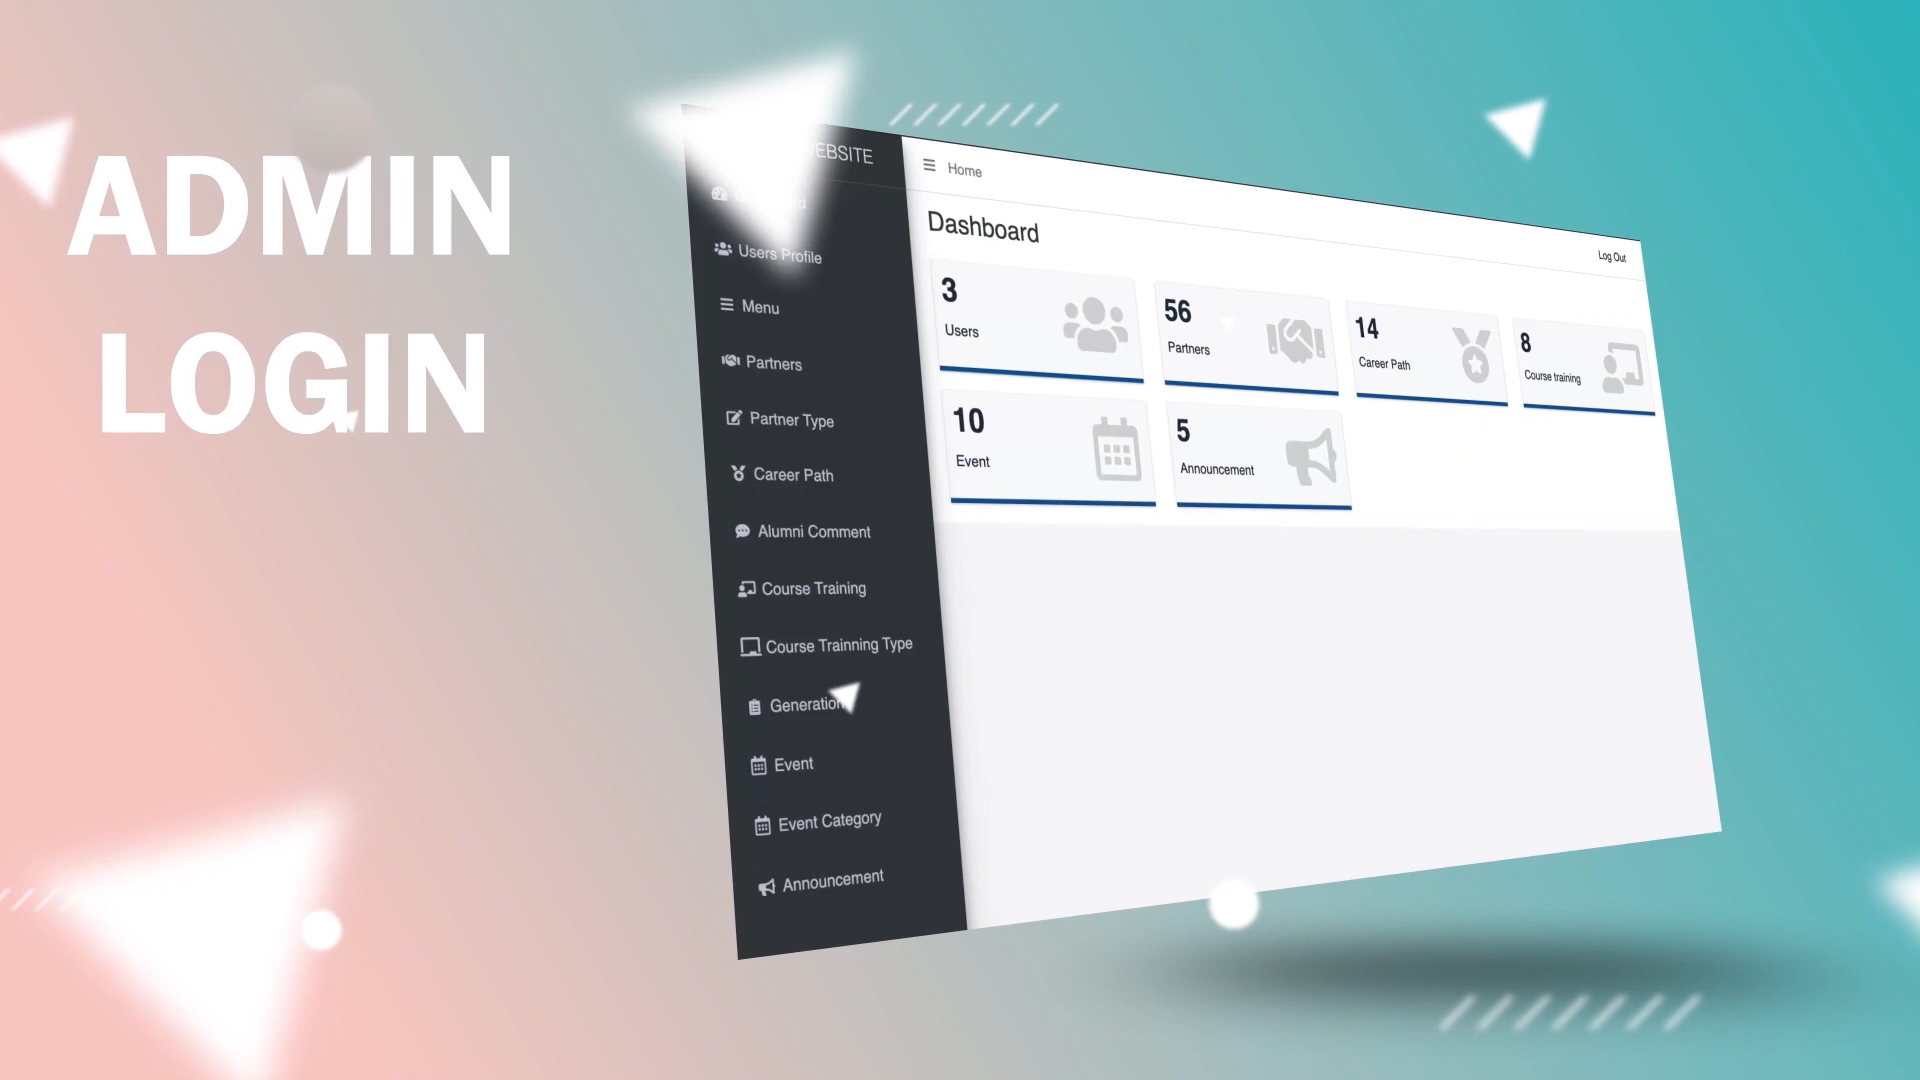 ADMIN
LOGIN
Home
Log Out
Dashboard
3
Users
56
Partners
14
Career Path
8
Course training
10
Event
5
Announcement
Users Profile
Menu
Partners
Partner Type
Career Path
Alumni Comment
Course Training
Course Trainning Type
Generation
Event
Event Category
Announcement